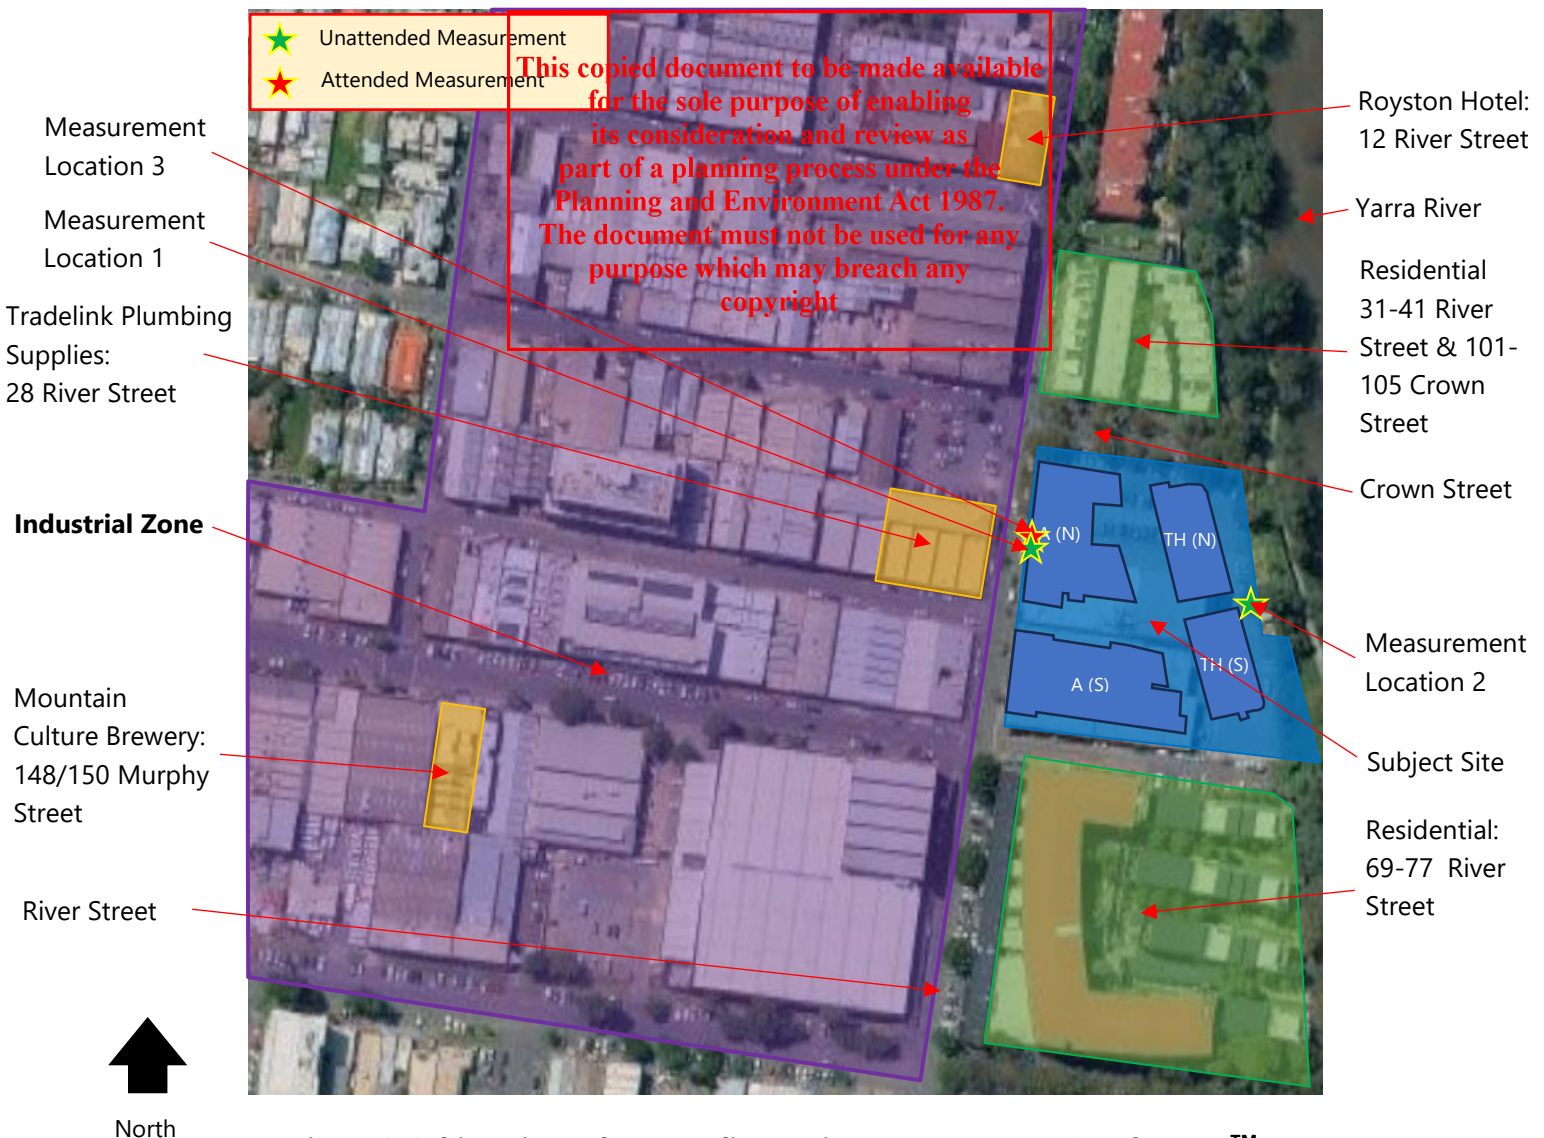 Unattended Measurement
Attended Measurement
This copied document to be made available
for the sole purpose of enabling
its consideration and review as
part of a planning process under the
Planning and Environment Act 1987.
The document must not be used for any
purpose which may breach any
copyright
Measurement
Location 3
Measurement
Location 1
Tradelink Plumbing
Supplies:
28 River Street
Industrial Zone
Mountain
Culture Brewery:
148/150 Murphy
Street
River Street
North
Royston Hotel:
12 River Street
Yarra River
Residential
31-41 River
Street & 101-
105 Crown
Street
Crown Street
Measurement
Location 2
Subject Site
Residential:
69-77 River
Street
A (N)
TH (N)
A (S)
TH (S)
TM